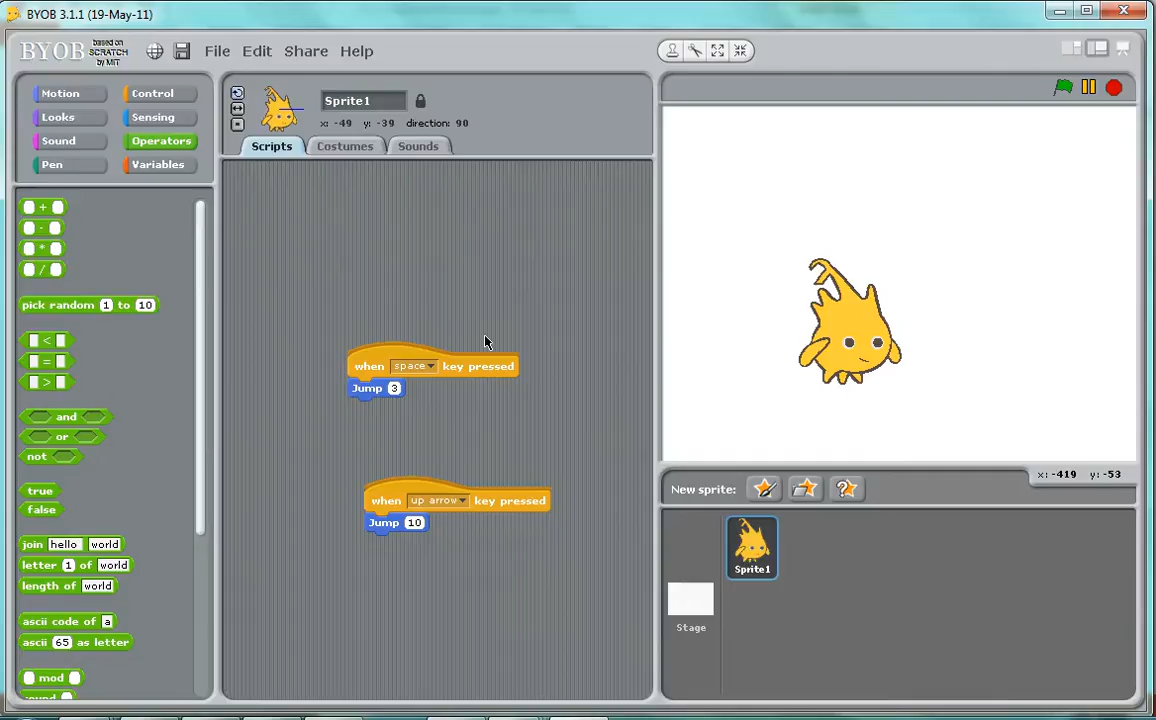 BYOB 3.1.1 (19-May-11)
BYOB based on SCRATCH by MIT
File Edit Share Help
Motion Control
Looks Sensing
Sound Operators
Pen Variables
Sprite1
x: -49 y: -39 direction: 90
Scripts Costumes Sounds
+
-
*
/
pick random 1 to 10
<
=
>
and
or
not
true
false
join hello world
letter 1 of world
length of world
ascii code of a
ascii 65 as letter
mod
when space key pressed
Jump 3
when up arrow key pressed
Jump 10
x: -419 y: -53
New sprite:
Sprite1
Stage